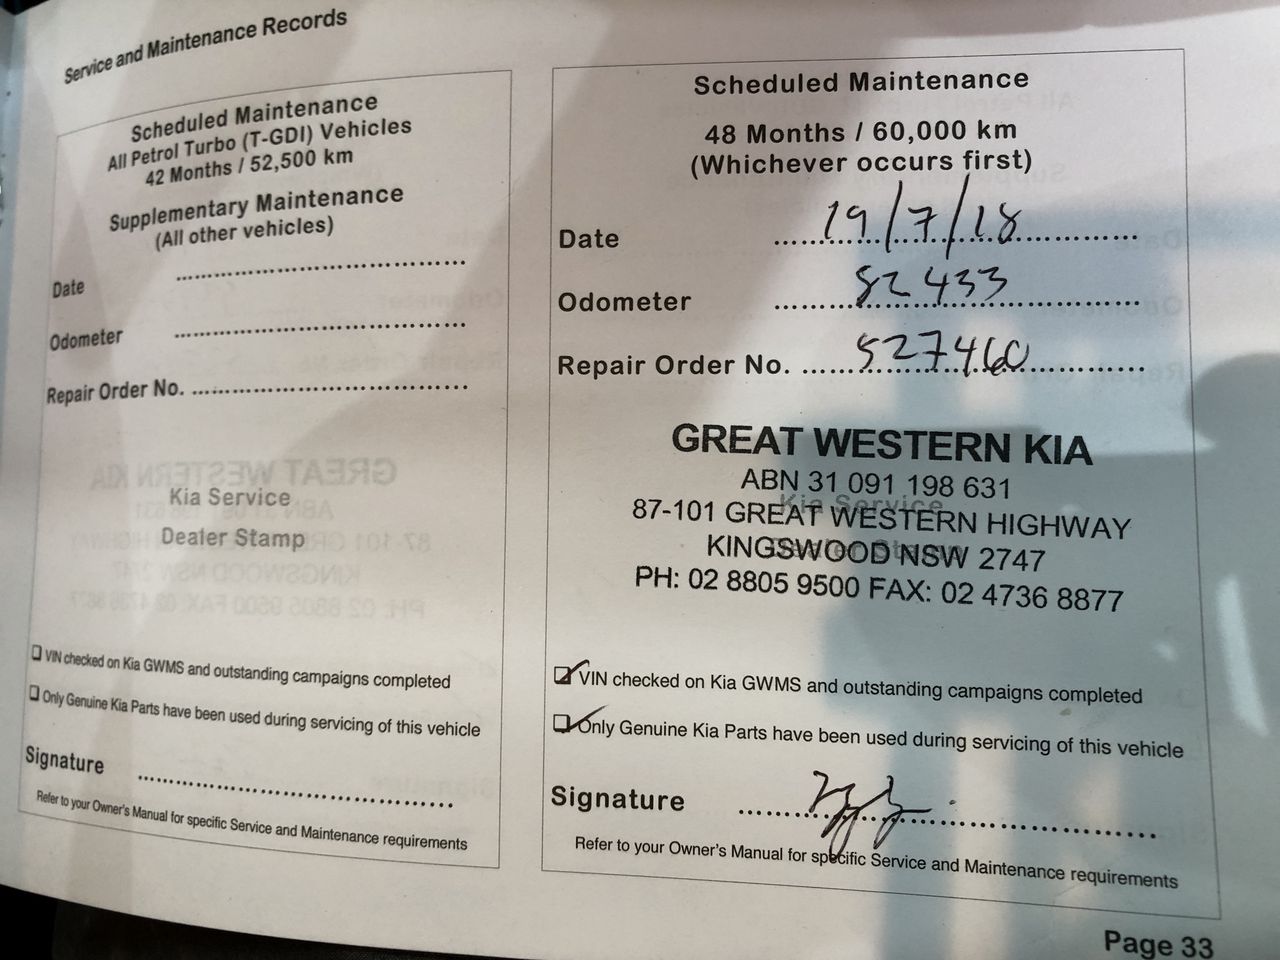 Service and Maintenance Records
Scheduled Maintenance
All Petrol Turbo (T-GDI) Vehicles
42 Months / 52,500 km
Supplementary Maintenance
(All other vehicles)
Date
Odometer
Repair Order No.
Kia Service
Dealer Stamp
VIN checked on Kia GWMS and outstanding campaigns completed
Only Genuine Kia Parts have been used during servicing of this vehicle
Signature
Refer to your Owner's Manual for specific Service and Maintenance requirements
Scheduled Maintenance
48 Months / 60,000 km
(Whichever occurs first)
Date 19/7/18
Odometer 52433
Repair Order No. 527460
GREAT WESTERN KIA
ABN 31 091 198 631
Kia Service
87-101 GREAT WESTERN HIGHWAY
KINGSWOOD NSW 2747
Dealer Stamp
PH: 02 8805 9500 FAX: 02 4736 8877
VIN checked on Kia GWMS and outstanding campaigns completed
Only Genuine Kia Parts have been used during servicing of this vehicle
Signature
Refer to your Owner's Manual for specific Service and Maintenance requirements
Page 33